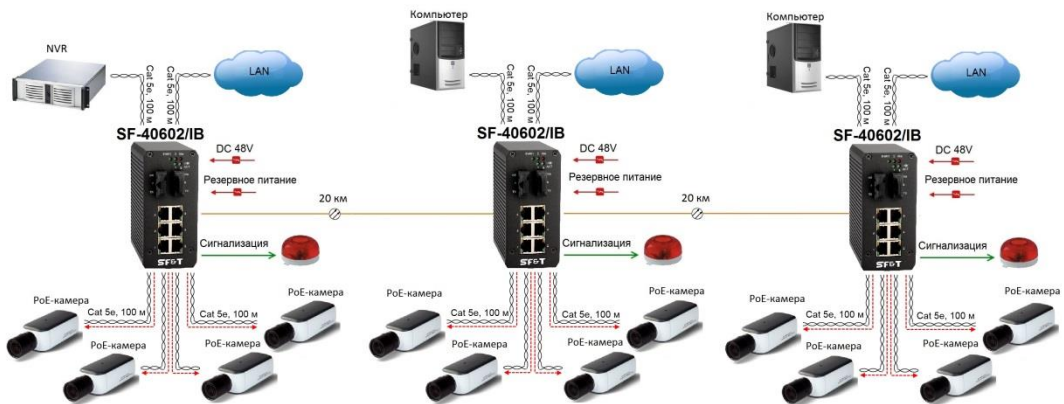 NVR
Cat 5e, 100 м
Cat 5e, 100 м
LAN
SF-40602/IB
DC 48V
Резервное питание
SF&T
Сигнализация
20 км
PoE-камера
PoE-камера
Cat 5e, 100 м
Cat 5e, 100 м
PoE-камера
PoE-камера
Компьютер
Cat 5e, 100 м
Cat 5e, 100 м
LAN
SF-40602/IB
DC 48V
Резервное питание
SF&T
Сигнализация
20 км
PoE-камера
PoE-камера
Cat 5e, 100 м
Cat 5e, 100 м
PoE-камера
PoE-камера
Компьютер
Cat 5e, 100 м
Cat 5e, 100 м
LAN
SF-40602/IB
DC 48V
Резервное питание
SF&T
Сигнализация
PoE-камера
PoE-камера
Cat 5e, 100 м
Cat 5e, 100 м
PoE-камера
PoE-камера